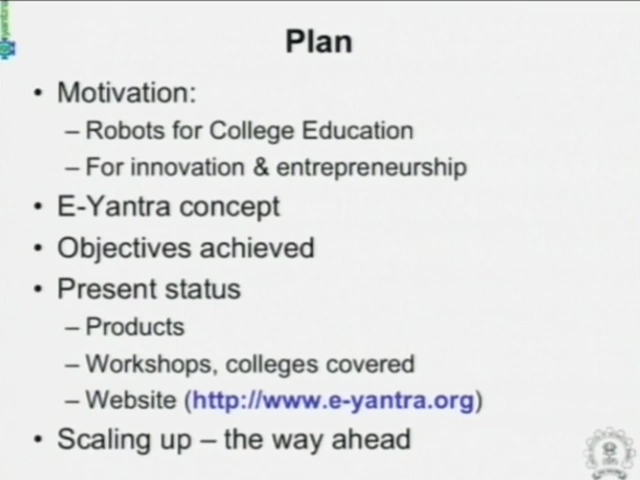 Plan
• Motivation:
– Robots for College Education
– For innovation & entrepreneurship
• E-Yantra concept
• Objectives achieved
• Present status
– Products
– Workshops, colleges covered
– Website (http://www.e-yantra.org)
• Scaling up – the way ahead
e-yantra